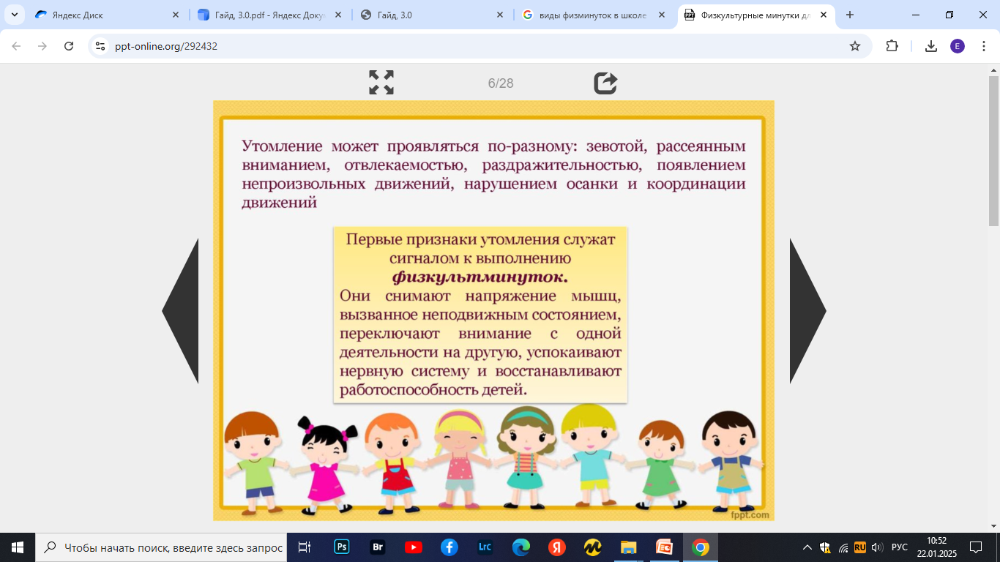 Яндекс Диск
Гайд, 3.0.pdf - Яндекс Докум
Гайд, 3.0
виды физминуток в школе
Физкультурные минутки дл
ppt-online.org/292432
E
6/28
Утомление может проявляться по-разному: зевотой, рассеянным
вниманием, отвлекаемостью, раздражительностью, появлением
непроизвольных движений, нарушением осанки и координации
движений
Первые признаки утомления служат
сигналом к выполнению
физкультминуток.
Они снимают напряжение мышц,
вызванное неподвижным состоянием,
переключают внимание с одной
деятельности на другую, успокаивают
нервную систему и восстанавливают
работоспособность детей.
fppt.com
Чтобы начать поиск, введите здесь запрос
Ps
Br
Lrc
Я
RU
РУС
10:52
22.01.2025